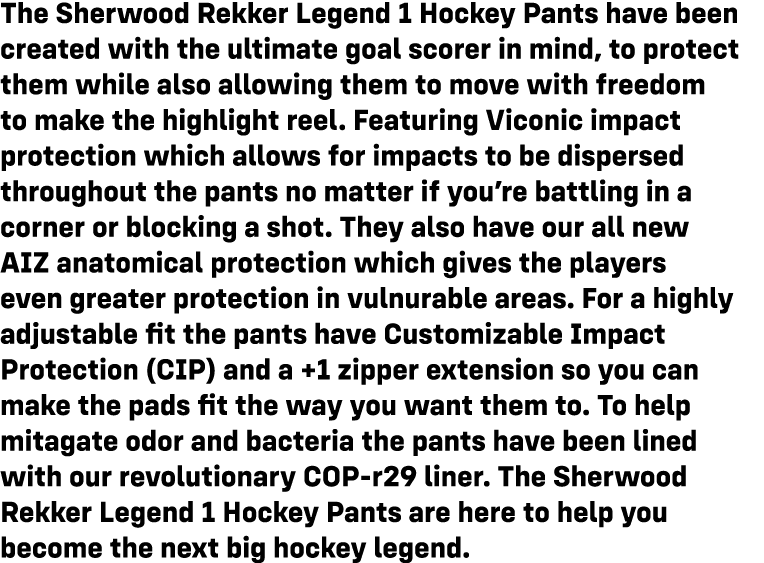 The Sherwood Rekker Legend 1 Hockey Pants have been
created with the ultimate goal scorer in mind, to protect
them while also allowing them to move with freedom
to make the highlight reel. Featuring Viconic impact
protection which allows for impacts to be dispersed
throughout the pants no matter if you’re battling in a
corner or blocking a shot. They also have our all new
AIZ anatomical protection which gives the players
even greater protection in vulnurable areas. For a highly
adjustable fit the pants have Customizable Impact
Protection (CIP) and a +1 zipper extension so you can
make the pads fit the way you want them to. To help
mitagate odor and bacteria the pants have been lined
with our revolutionary COP-r29 liner. The Sherwood
Rekker Legend 1 Hockey Pants are here to help you
become the next big hockey legend.